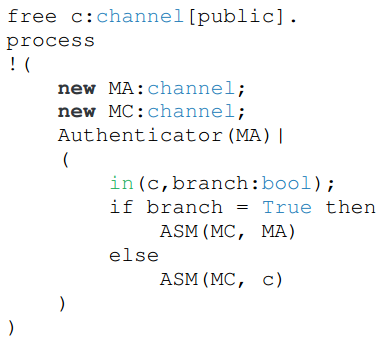 free c:channel[public].
process
!(
    new MA:channel;
    new MC:channel;
    Authenticator(MA)|
    (
        in(c,branch:bool);
        if branch = True then
            ASM(MC, MA)
        else
            ASM(MC, c)
    )
)